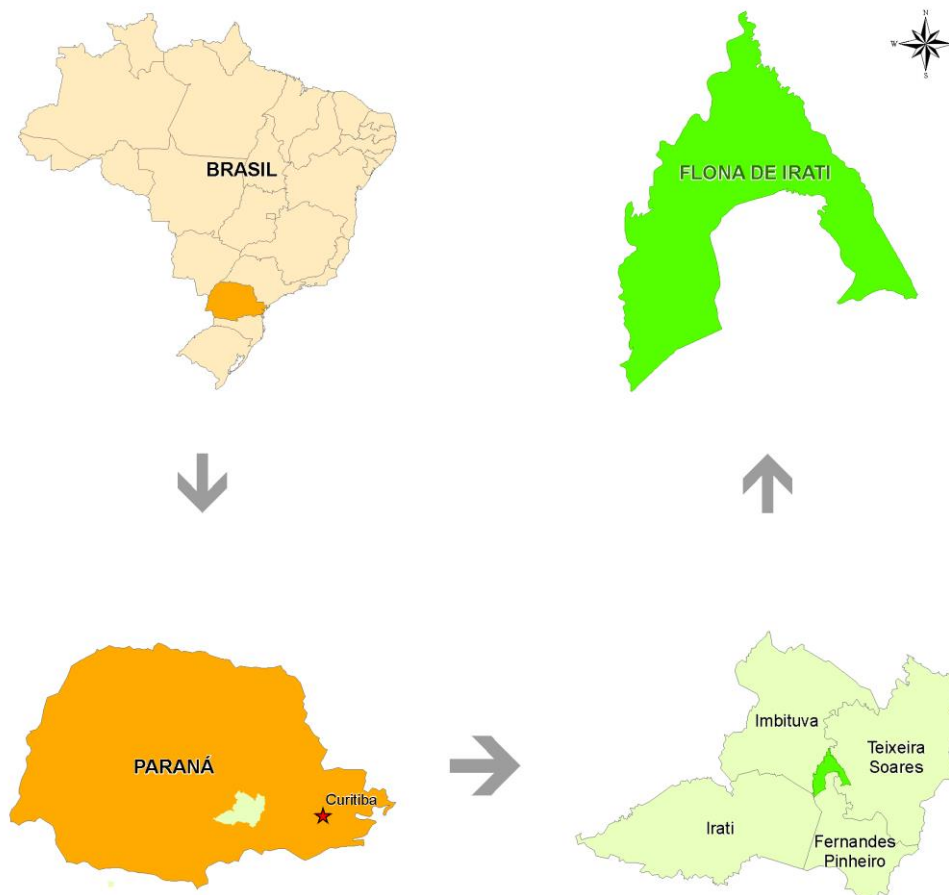 N
W
E
S
BRASIL
FLONA DE IRATI
PARANÁ
Curitiba
Imbituva
Teixeira
Soares
Irati
Fernandes
Pinheiro